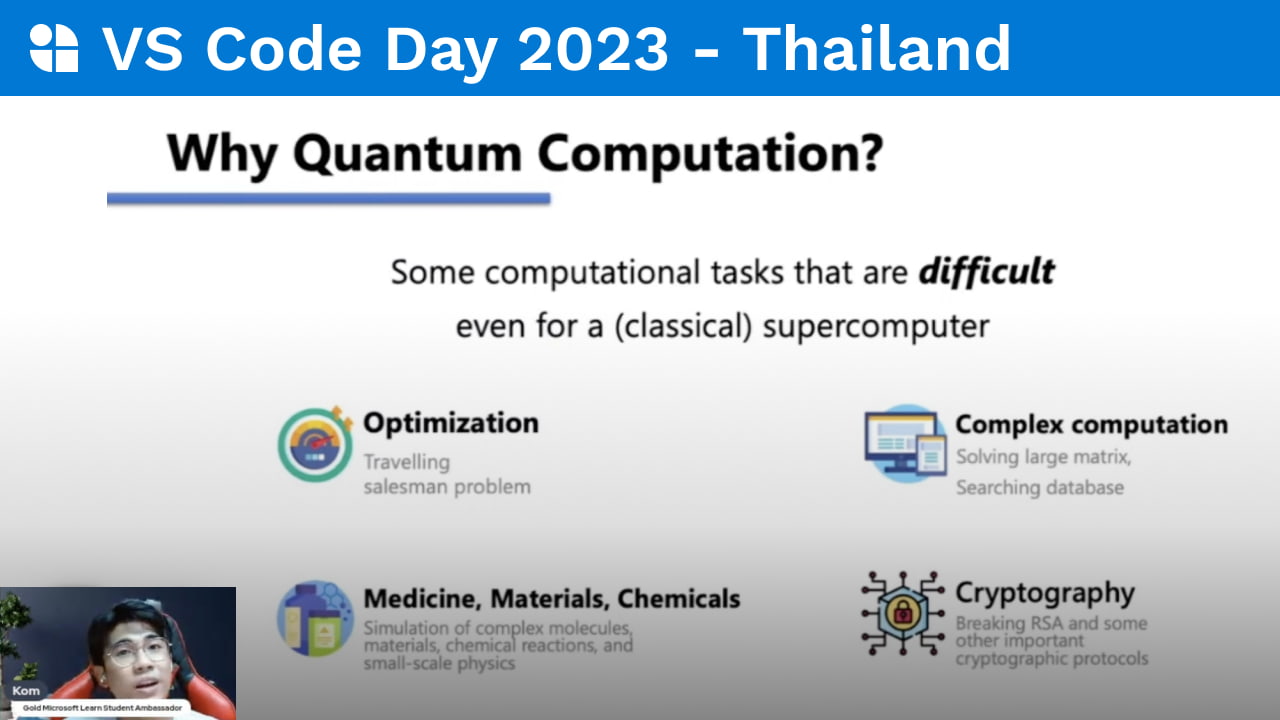 VS Code Day 2023 - Thailand
Why Quantum Computation?
Some computational tasks that are difficult
even for a (classical) supercomputer
Optimization
Travelling
salesman problem
Complex computation
Solving large matrix,
Searching database
Medicine, Materials, Chemicals
Simulation of complex molecules,
materials, chemical reactions, and
small-scale physics
Cryptography
Breaking RSA and some
other important
cryptographic protocols
Kom
Gold Microsoft Learn Student Ambassador